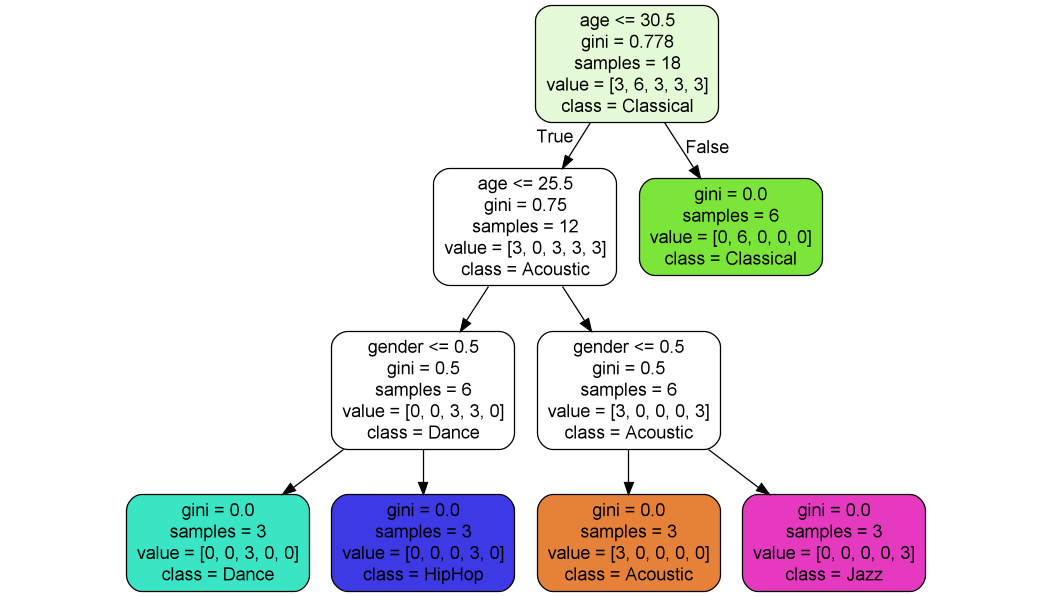 age <= 30.5
gini = 0.778
samples = 18
value = [3, 6, 3, 3, 3]
class = Classical
True
False
age <= 25.5
gini = 0.75
samples = 12
value = [3, 0, 3, 3, 3]
class = Acoustic
gini = 0.0
samples = 6
value = [0, 6, 0, 0, 0]
class = Classical
gender <= 0.5
gini = 0.5
samples = 6
value = [0, 0, 3, 3, 0]
class = Dance
gender <= 0.5
gini = 0.5
samples = 6
value = [3, 0, 0, 0, 3]
class = Acoustic
gini = 0.0
samples = 3
value = [0, 0, 3, 0, 0]
class = Dance
gini = 0.0
samples = 3
value = [0, 0, 0, 3, 0]
class = HipHop
gini = 0.0
samples = 3
value = [3, 0, 0, 0, 0]
class = Acoustic
gini = 0.0
samples = 3
value = [0, 0, 0, 0, 3]
class = Jazz